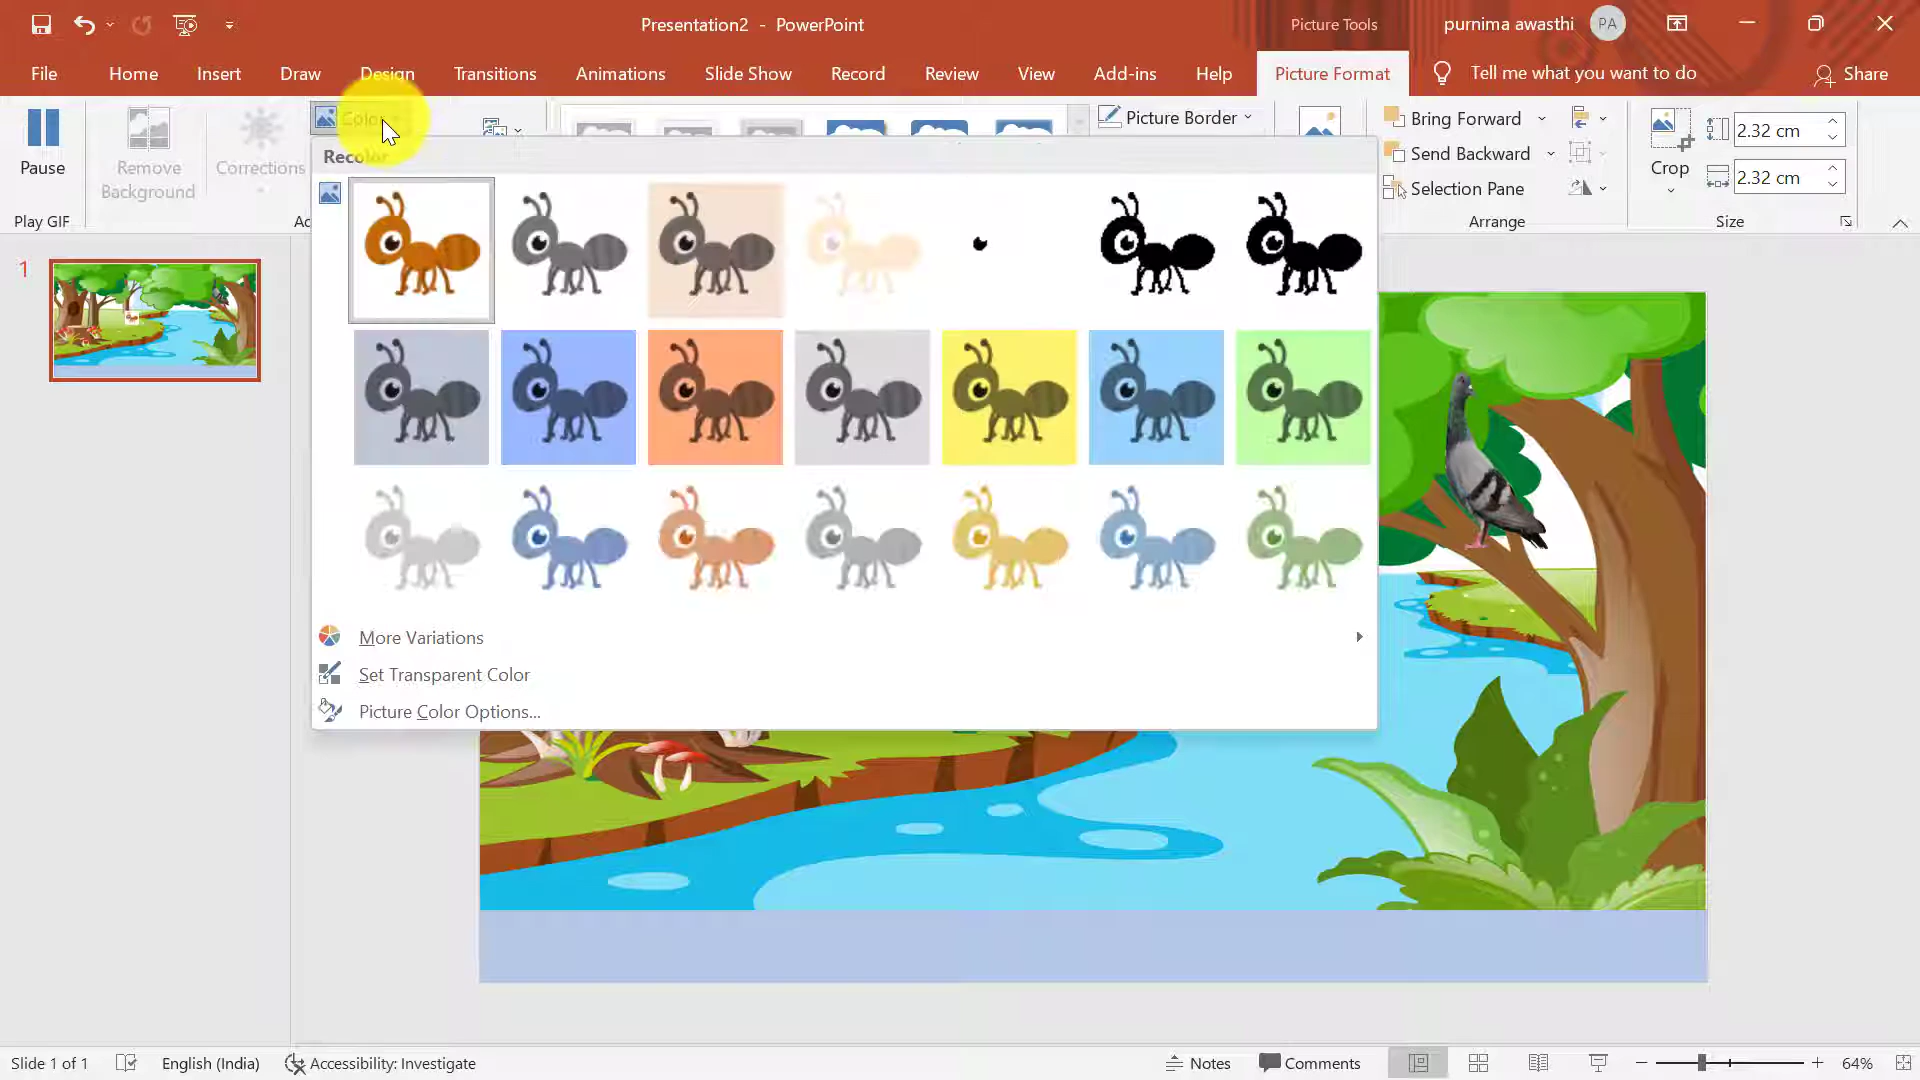 Presentation2 - PowerPoint
Picture Tools
purnima awasthi
PA
File
Home
Insert
Draw
Design
Transitions
Animations
Slide Show
Record
Review
View
Add-ins
Help
Picture Format
Tell me what you want to do
Share
Pause
Remove
Background
Corrections
Color
Picture Border
Bring Forward
Send Backward
Selection Pane
Crop
2.32 cm
2.32 cm
Play GIF
Arrange
Size
Recolor
1
More Variations
Set Transparent Color
Picture Color Options...
Slide 1 of 1
English (India)
Accessibility: Investigate
Notes
Comments
64%